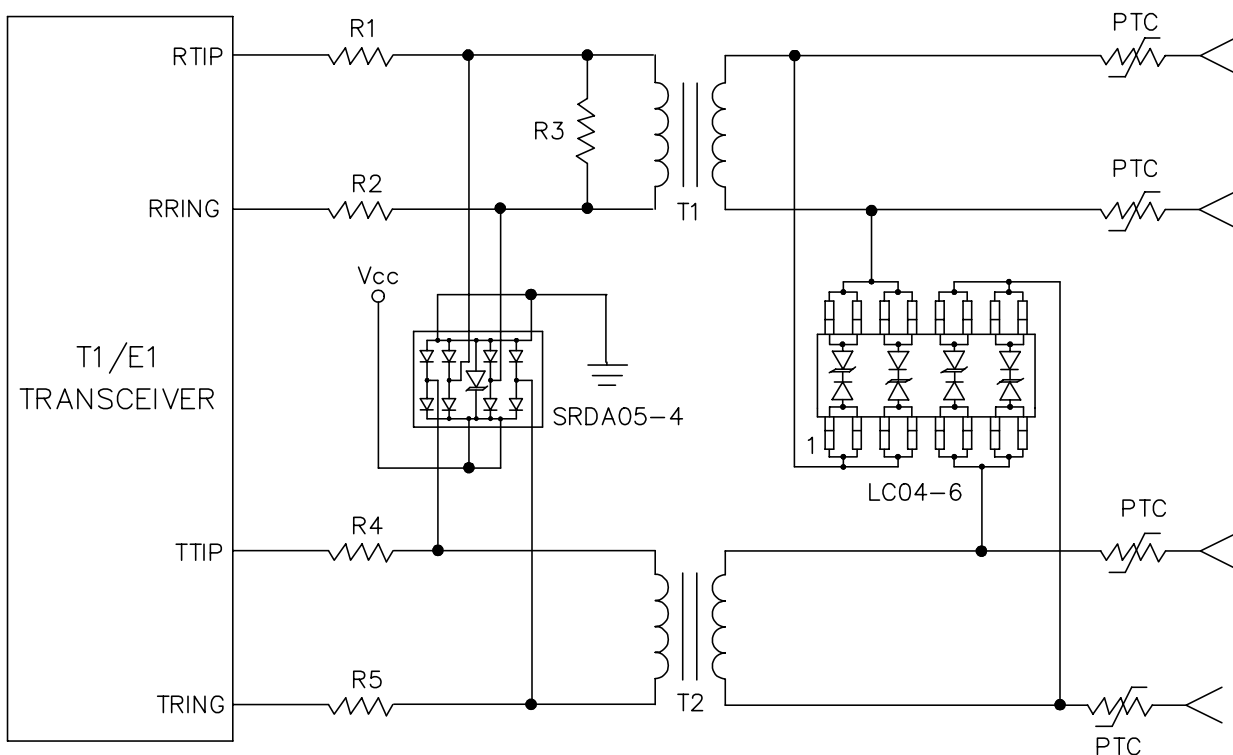 R1
PTC
RTIP
R3
PTC
R2
RRING
T1
Vcc
T1/E1
TRANSCEIVER
SRDA05-4
1
LC04-6
R4
PTC
TTIP
R5
TRING
T2
PTC